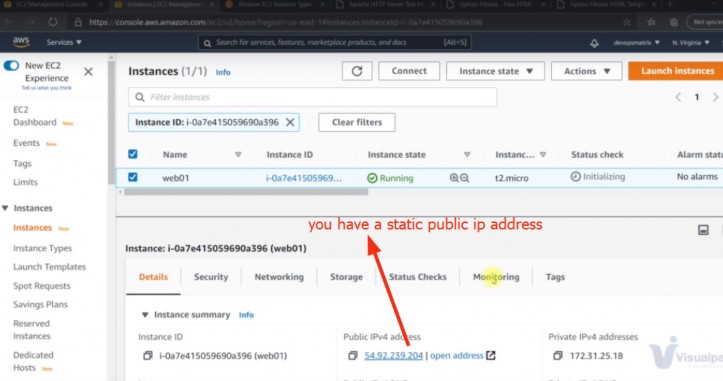 EC2 Management Console
Instances | EC2 Management Con
Amazon EC2 Instance Types
Apache HTTP Server Test P
Gymso Fitness - Free HTML
Gymso Fitness HTML Templ
https://console.aws.amazon.com/ec2/v2/home?region=us-east-1#Instances:instanceId=i-0a7e415059690a396
Not syncin
aws
Services
Search for services, features, marketplace products, and docs
[Alt+S]
devopsmatrix
N. Virginia
New EC2
Experience
Tell us what you think
EC2
Dashboard New
Events New
Tags
Limits
Instances
Instances New
Instance Types
Launch Templates
Spot Requests
Savings Plans
Reserved
Instances
Dedicated
Hosts New
Instances (1/1) Info
Connect
Instance state
Actions
Launch instances
Filter instances
1
Instance ID: i-0a7e415059690a396
Clear filters
Name
Instance ID
Instance state
Instanc...
Status check
Alarm statu
web01
i-0a7e4150596909...
Running
t2.micro
Initializing
No alarms
you have a static public ip address
Instance: i-0a7e415059690a396 (web01)
Details
Security
Networking
Storage
Status Checks
Monitoring
Tags
Instance summary Info
Instance ID
Public IPv4 address
Private IPv4 addresses
i-0a7e415059690a396 (web01)
54.92.239.204 | open address
172.31.25.18
Visualpa